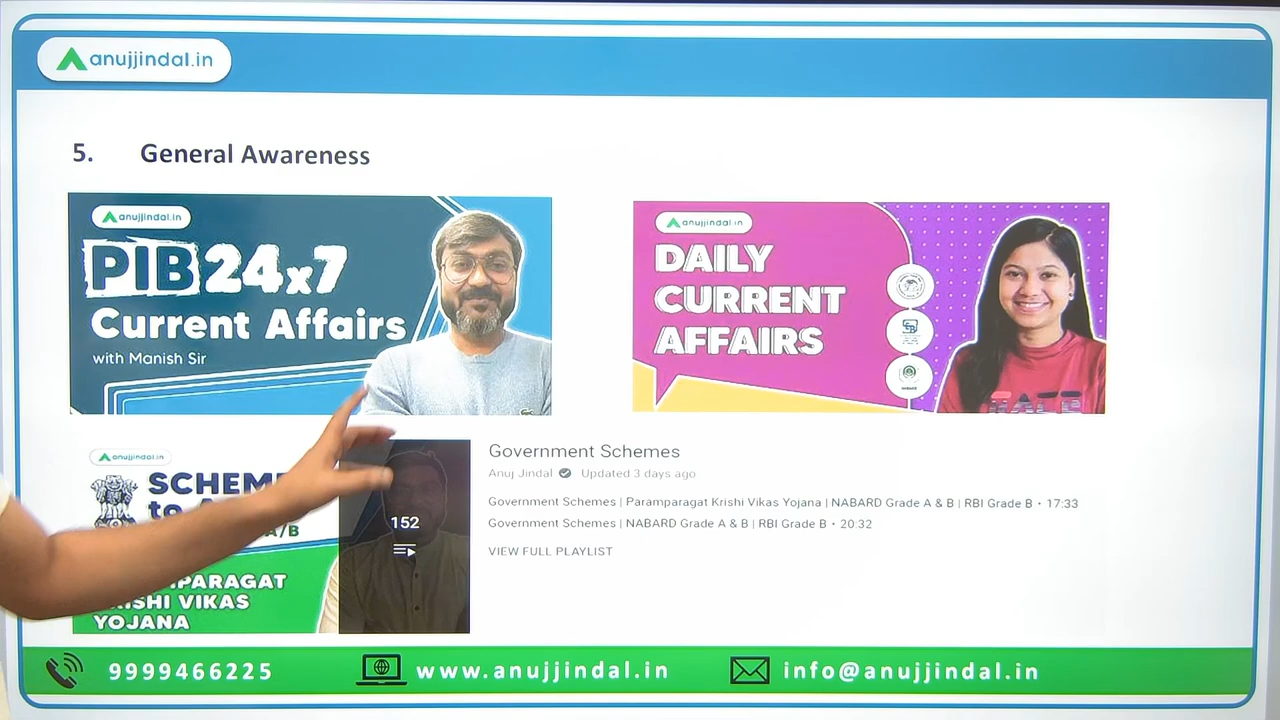 anujjindal.in
5. General Awareness
anujjindal.in
PIB 24x7
Current Affairs
with Manish Sir
anujjindal.in
DAILY
CURRENT
AFFAIRS
anujjindal.in
to
A/B
KRISHI VIKAS
YOJANA
152
Government Schemes
Anuj Jindal Updated 3 days ago
Government Schemes | Paramparagat Krishi Vikas Yojana | NABARD Grade A & B | RBI Grade B · 17:33
Government Schemes | NABARD Grade A & B | RBI Grade B · 20:32
VIEW FULL PLAYLIST
9999466225
www.anujjindal.in
info@anujjindal.in